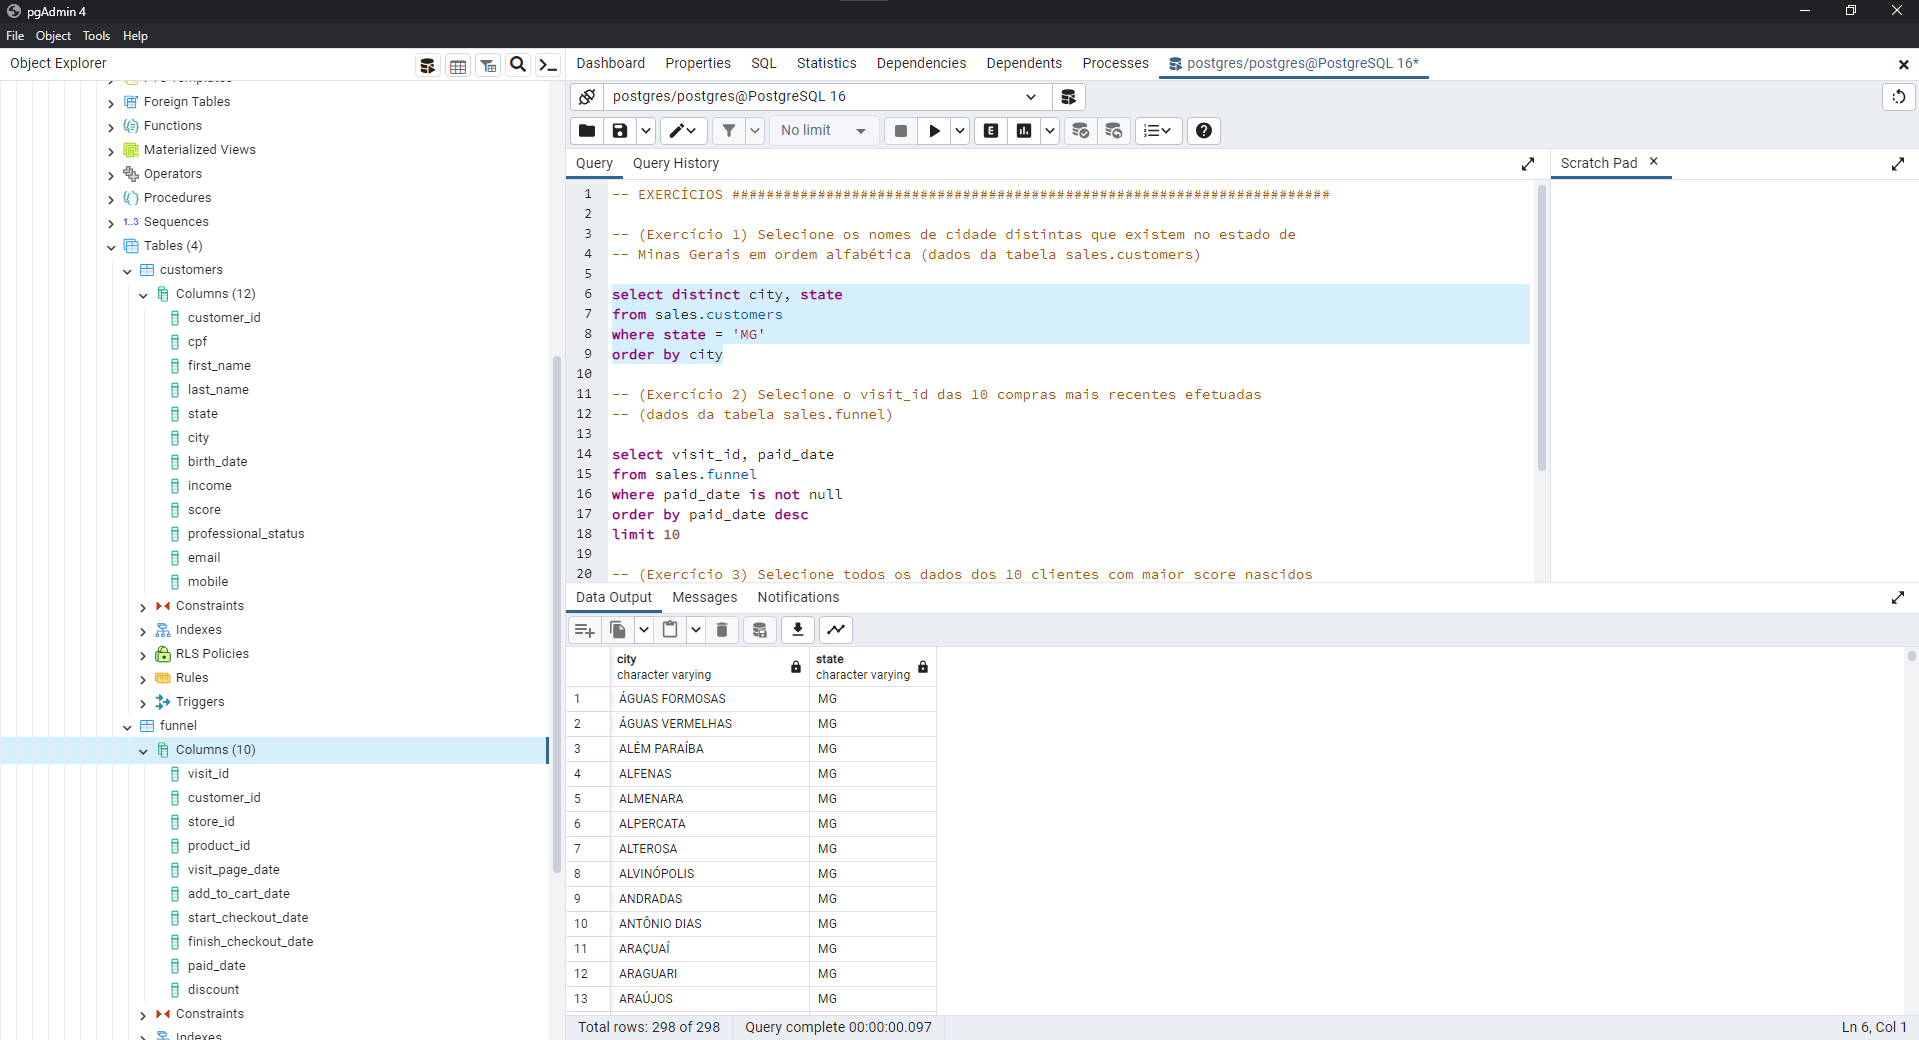 pgAdmin 4
File Object Tools Help
Object Explorer
Foreign Tables
Functions
Materialized Views
Operators
Procedures
1..3 Sequences
Tables (4)
customers
Columns (12)
customer_id
cpf
first_name
last_name
state
city
birth_date
income
score
professional_status
email
mobile
Constraints
Indexes
RLS Policies
Rules
Triggers
funnel
Columns (10)
visit_id
customer_id
store_id
product_id
visit_page_date
add_to_cart_date
start_checkout_date
finish_checkout_date
paid_date
discount
Constraints
Indexes
Dashboard Properties SQL Statistics Dependencies Dependents Processes postgres/postgres@PostgreSQL 16*
postgres/postgres@PostgreSQL 16
No limit
Query Query History
Scratch Pad
1 -- EXERCÍCIOS ######################################################################
2
3 -- (Exercício 1) Selecione os nomes de cidade distintas que existem no estado de
4 -- Minas Gerais em ordem alfabética (dados da tabela sales.customers)
5
6 select distinct city, state
7 from sales.customers
8 where state = 'MG'
9 order by city
10
11 -- (Exercício 2) Selecione o visit_id das 10 compras mais recentes efetuadas
12 -- (dados da tabela sales.funnel)
13
14 select visit_id, paid_date
15 from sales.funnel
16 where paid_date is not null
17 order by paid_date desc
18 limit 10
19
20 -- (Exercício 3) Selecione todos os dados dos 10 clientes com maior score nascidos
Data Output Messages Notifications
city state
character varying character varying
1 ÁGUAS FORMOSAS MG
2 ÁGUAS VERMELHAS MG
3 ALÉM PARAÍBA MG
4 ALFENAS MG
5 ALMENARA MG
6 ALPERCATA MG
7 ALTEROSA MG
8 ALVINÓPOLIS MG
9 ANDRADAS MG
10 ANTÔNIO DIAS MG
11 ARAÇUAÍ MG
12 ARAGUARI MG
13 ARAÚJOS MG
Total rows: 298 of 298 Query complete 00:00:00.097 Ln 6, Col 1